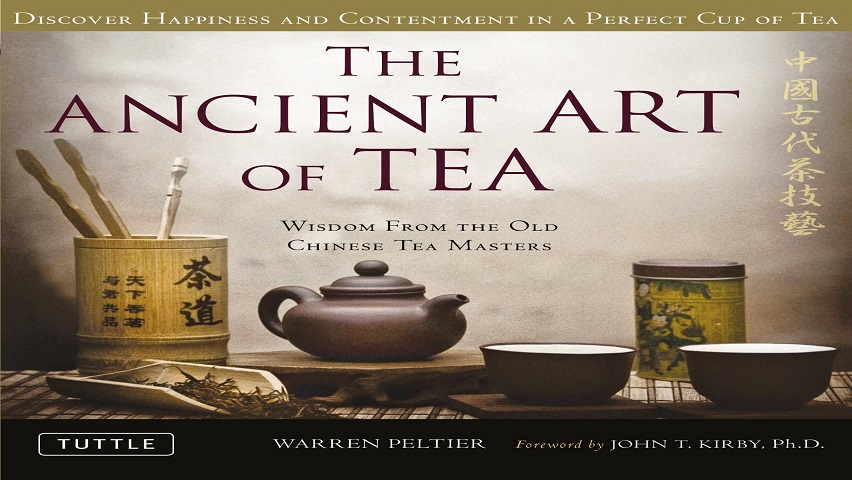 DISCOVER HAPPINESS AND CONTENTMENT IN A PERFECT CUP OF TEA
THE
ANCIENT ART
OF TEA
WISDOM FROM THE OLD
CHINESE TEA MASTERS
中國古代茶技藝
茶道
天下香茗
与君共品
TUTTLE
WARREN PELTIER
Foreword by JOHN T. KIRBY, Ph.D.